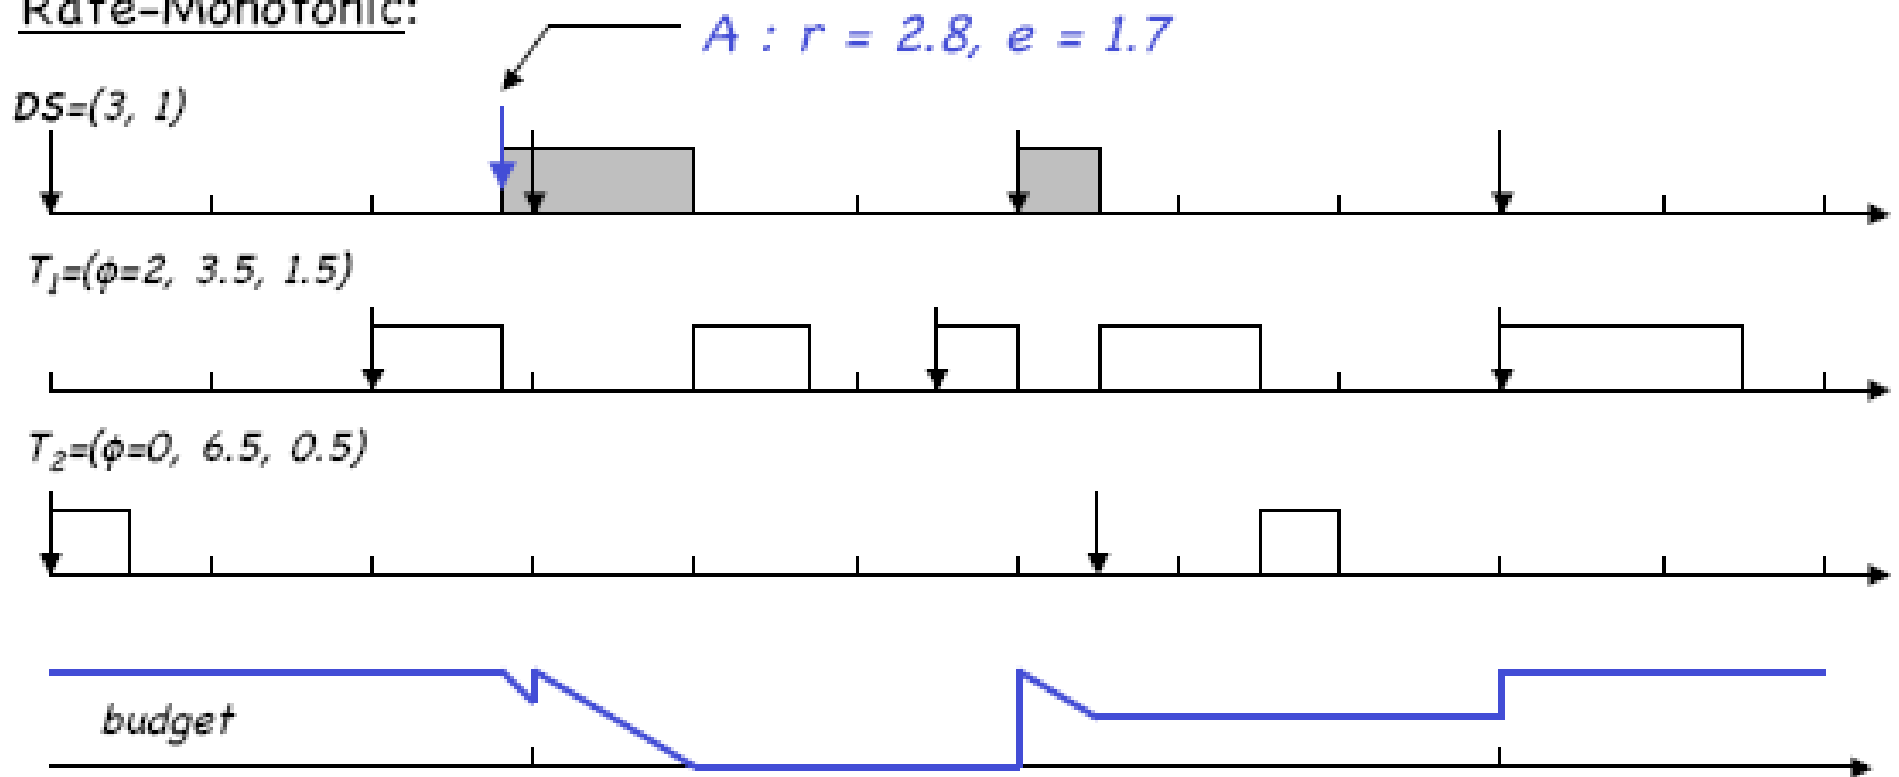 Rate-Monotonic:
A : r = 2.8, e = 1.7
DS=(3, 1)
T₁=(ϕ=2, 3.5, 1.5)
T₂=(ϕ=0, 6.5, 0.5)
budget